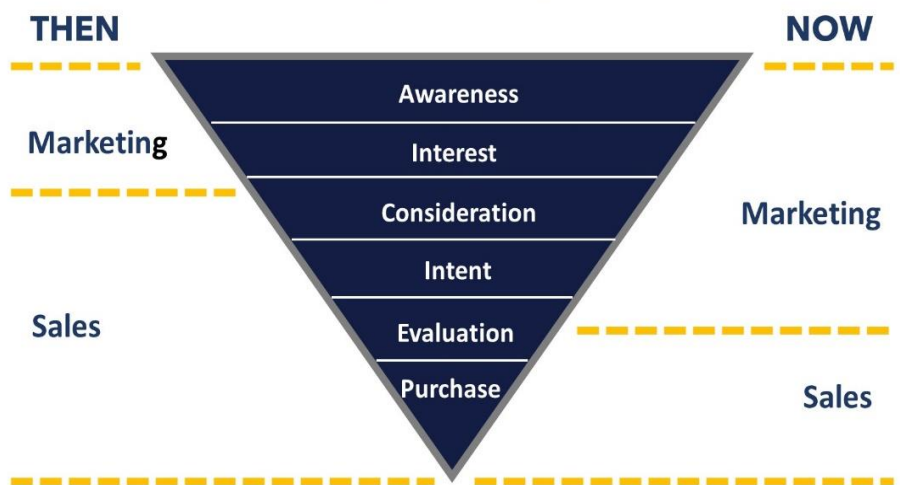 THEN
NOW
Awareness
Marketing
Interest
Consideration
Marketing
Intent
Sales
Evaluation
Purchase
Sales